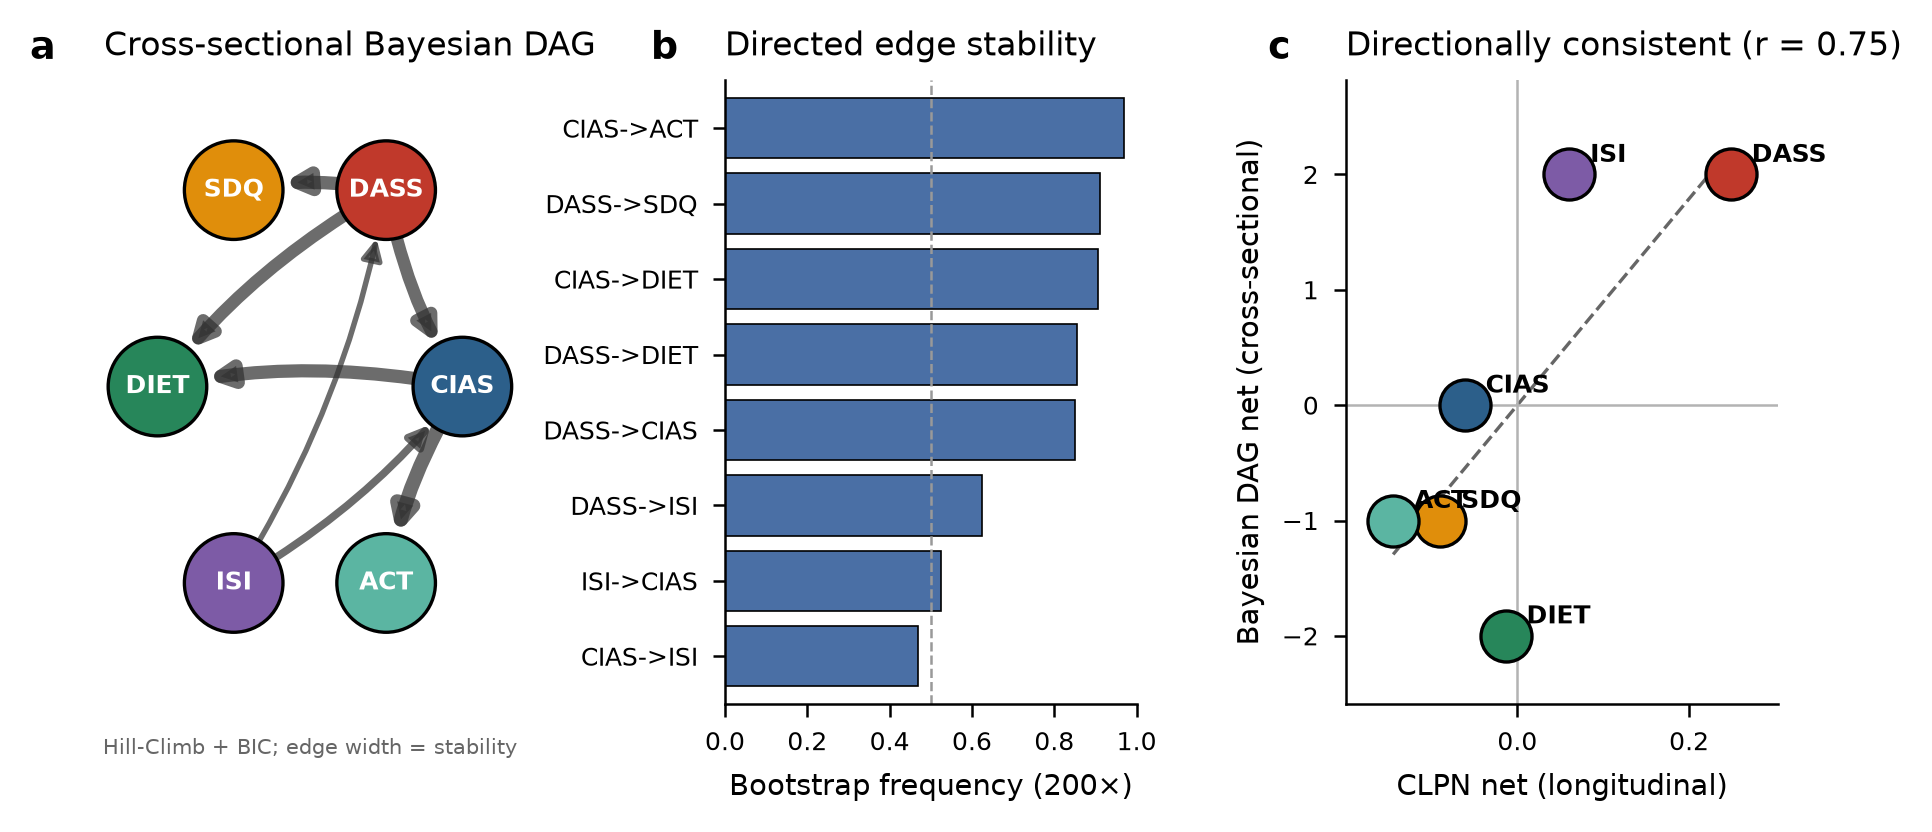 a Cross-sectional Bayesian DAG
SDQ
DASS
DIET
CIAS
ISI
ACT
Hill-Climb + BIC; edge width = stability
b Directed edge stability
CIAS->ACT
DASS->SDQ
CIAS->DIET
DASS->DIET
DASS->CIAS
DASS->ISI
ISI->CIAS
CIAS->ISI
0.0 0.2 0.4 0.6 0.8 1.0
Bootstrap frequency (200×)
c Directionally consistent (r = 0.75)
Bayesian DAG net (cross-sectional)
2
1
0
−1
−2
ISI
DASS
CIAS
ACT
SDQ
DIET
0.0 0.2
CLPN net (longitudinal)